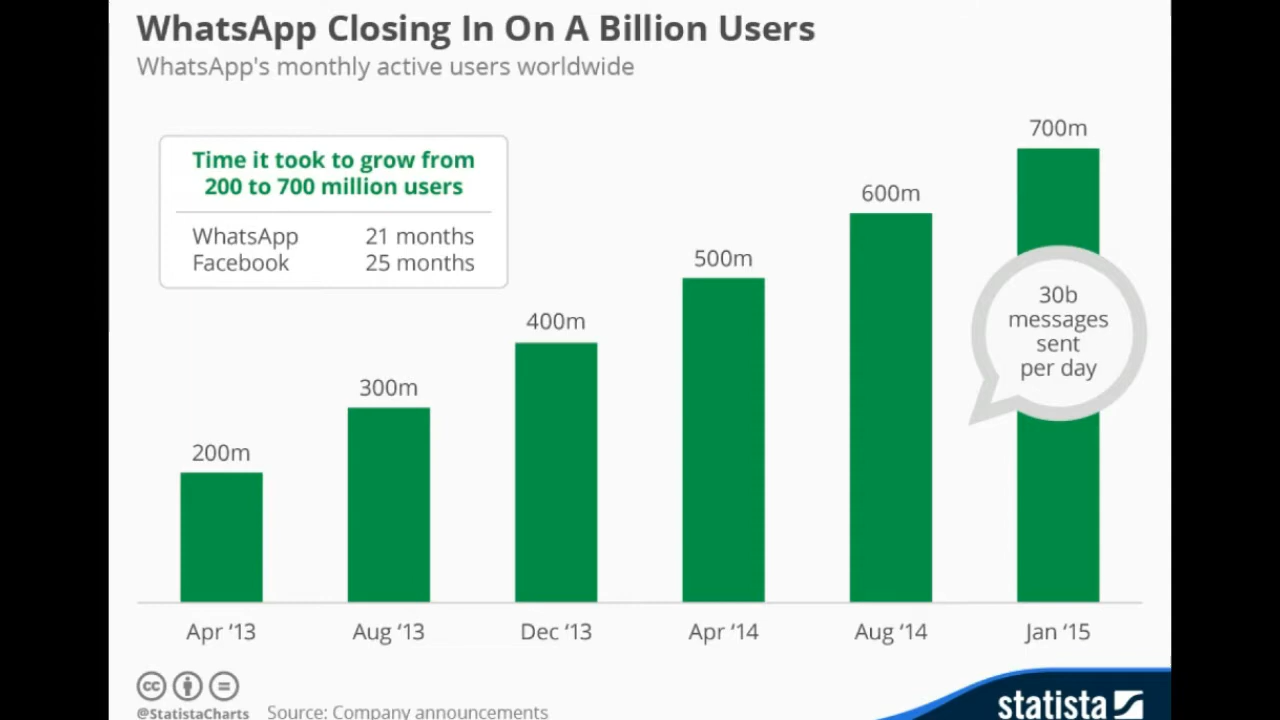 WhatsApp Closing In On A Billion Users
WhatsApp's monthly active users worldwide
Time it took to grow from
200 to 700 million users
WhatsApp 21 months
Facebook 25 months
200m
300m
400m
500m
600m
700m
30b
messages
sent
per day
Apr ‘13 Aug ‘13 Dec ‘13 Apr ‘14 Aug ‘14 Jan ‘15
cc
@StatistaCharts Source: Company announcements
statista